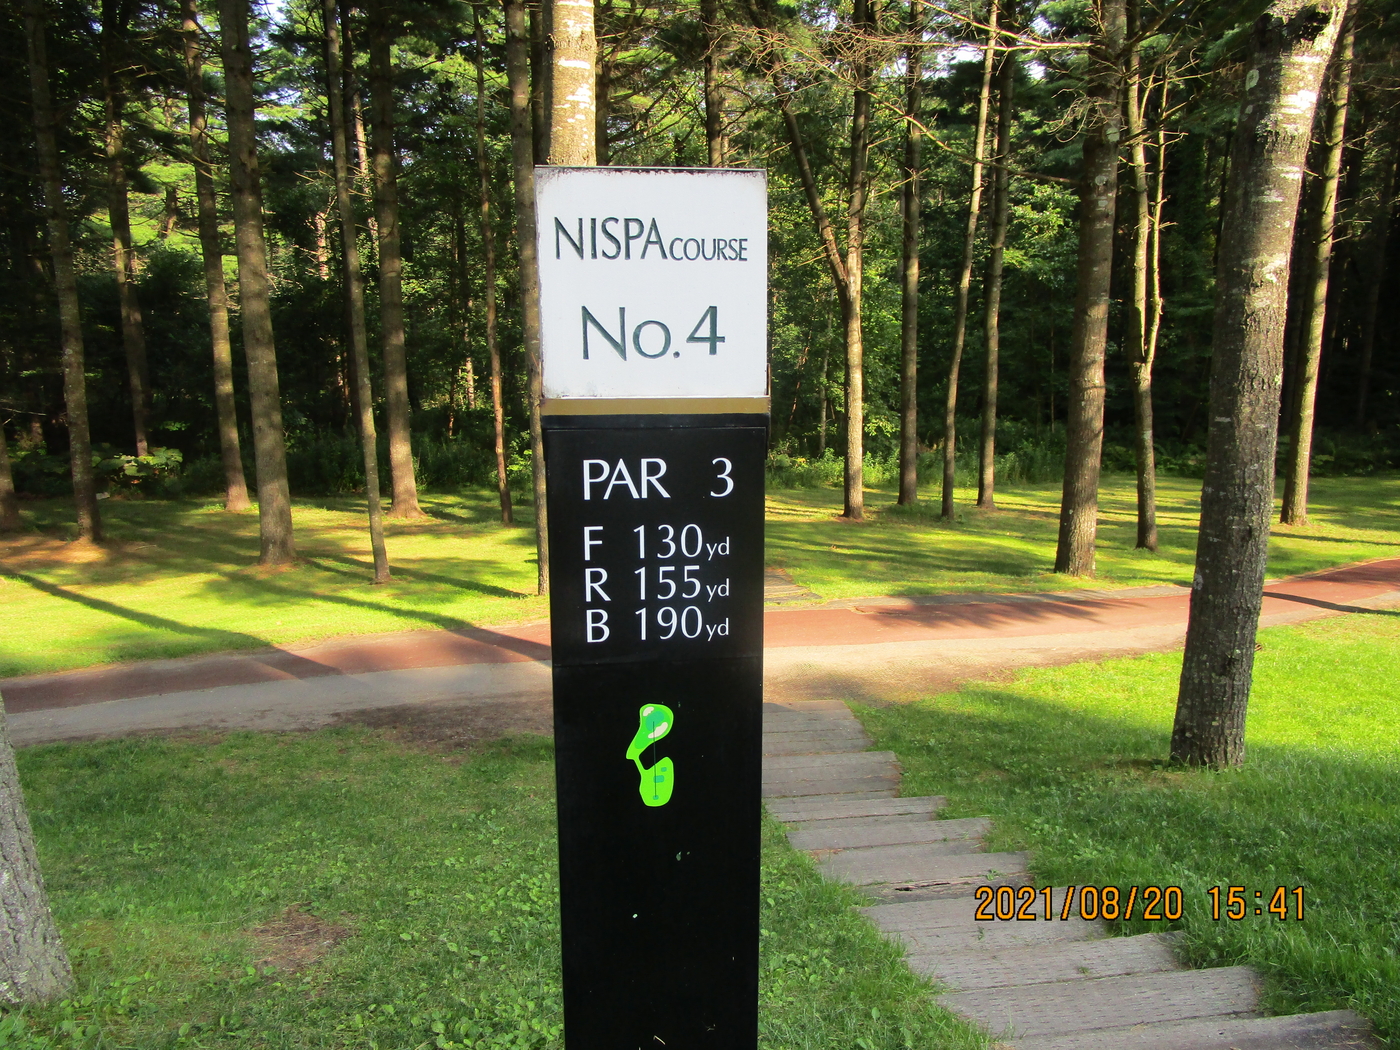 NISPA COURSE
No.4
PAR 3
F 130yd
R 155yd
B 190yd
2021/08/20 15:41